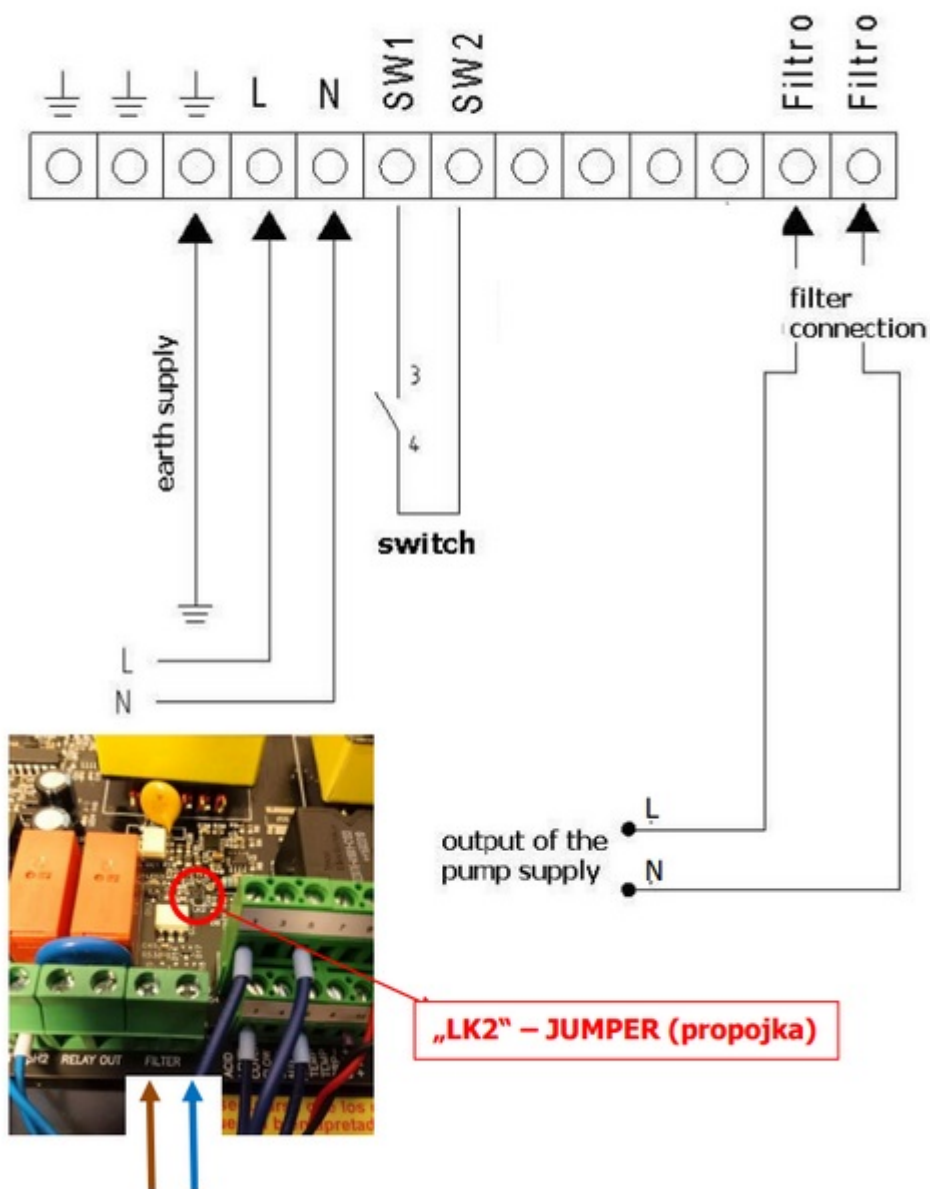 L N SW1 SW2 Filtro Filtro
earth supply
filter
connection
3
4
switch
L
N
output of the
pump supply
L
N
„LK2“ – JUMPER (propojka)
RELAY OUT FILTER ACID